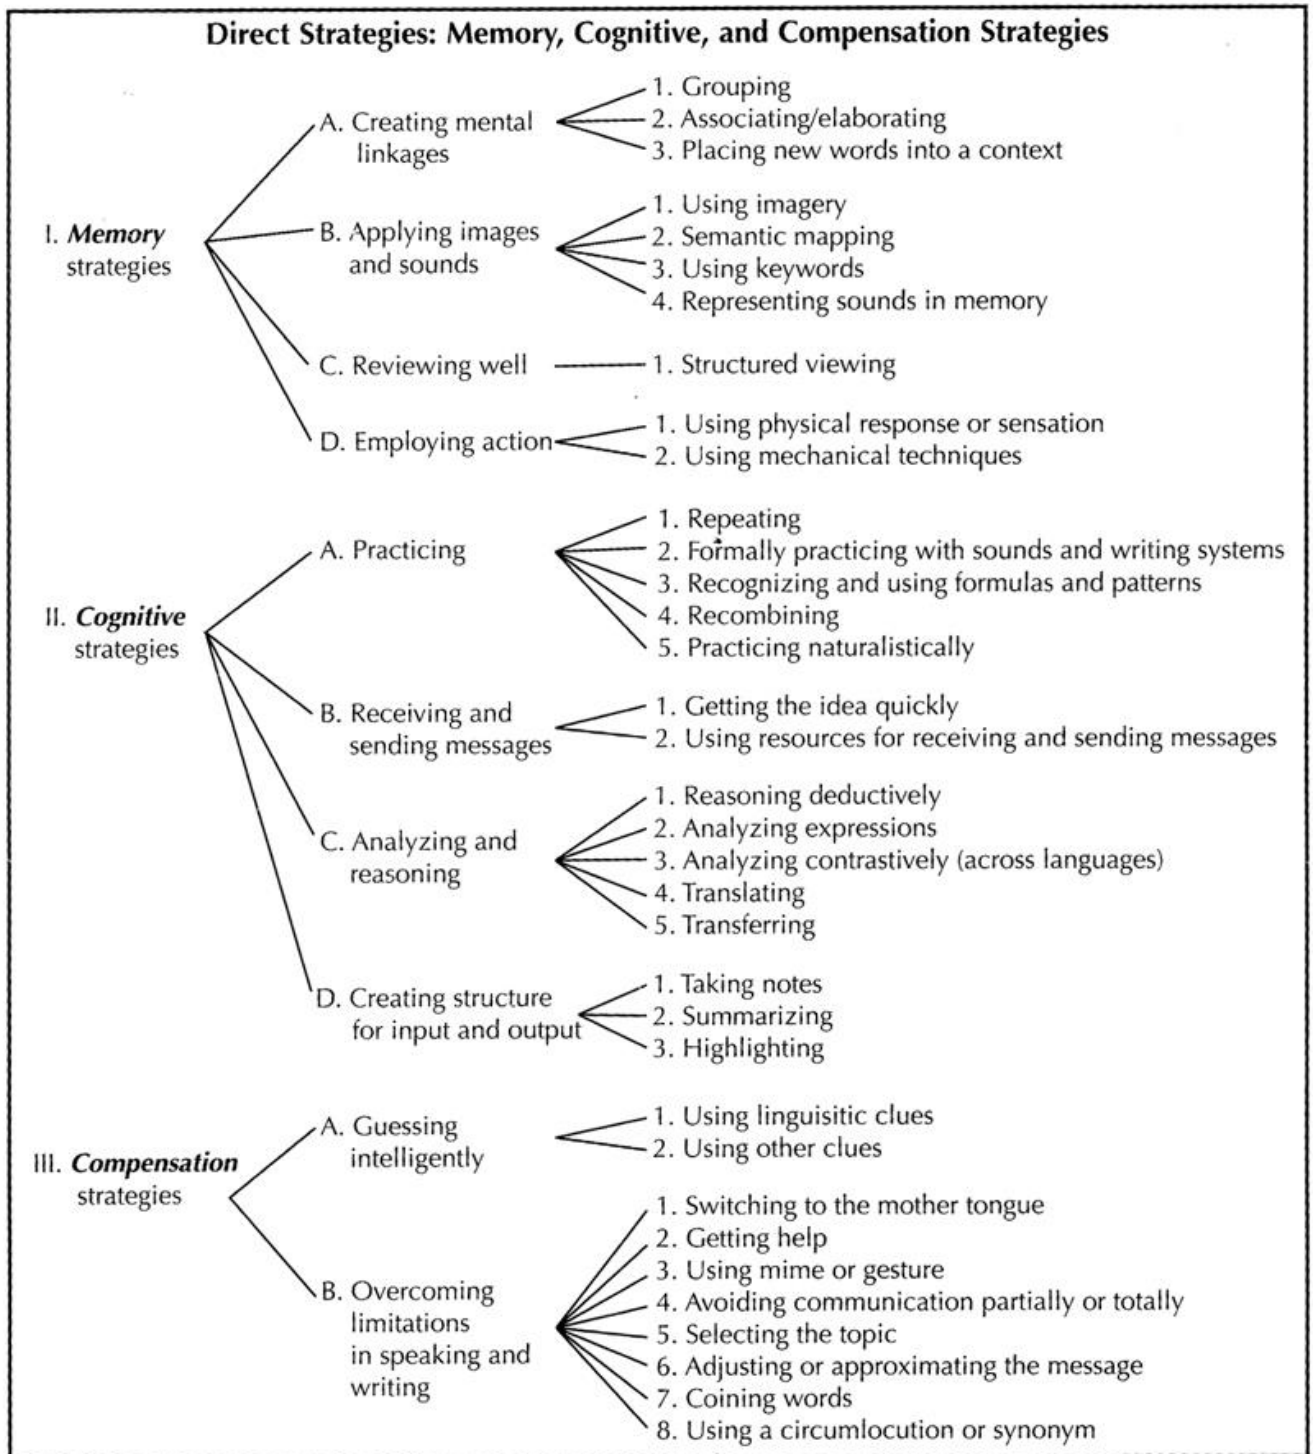 Direct Strategies: Memory, Cognitive, and Compensation Strategies
I. Memory
strategies
A. Creating mental
linkages
1. Grouping
2. Associating/elaborating
3. Placing new words into a context
B. Applying images
and sounds
1. Using imagery
2. Semantic mapping
3. Using keywords
4. Representing sounds in memory
C. Reviewing well
1. Structured viewing
D. Employing action
1. Using physical response or sensation
2. Using mechanical techniques
II. Cognitive
strategies
A. Practicing
1. Repeating
2. Formally practicing with sounds and writing systems
3. Recognizing and using formulas and patterns
4. Recombining
5. Practicing naturalistically
B. Receiving and
sending messages
1. Getting the idea quickly
2. Using resources for receiving and sending messages
C. Analyzing and
reasoning
1. Reasoning deductively
2. Analyzing expressions
3. Analyzing contrastively (across languages)
4. Translating
5. Transferring
D. Creating structure
for input and output
1. Taking notes
2. Summarizing
3. Highlighting
III. Compensation
strategies
A. Guessing
intelligently
1. Using linguisitic clues
2. Using other clues
B. Overcoming
limitations
in speaking and
writing
1. Switching to the mother tongue
2. Getting help
3. Using mime or gesture
4. Avoiding communication partially or totally
5. Selecting the topic
6. Adjusting or approximating the message
7. Coining words
8. Using a circumlocution or synonym